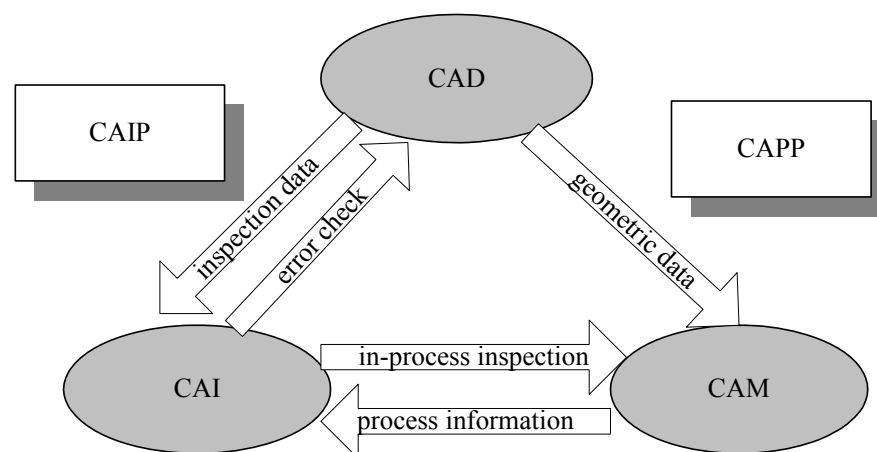 CAD
CAIP
CAPP
inspection data
error check
geometric data
CAI
in-process inspection
CAM
process information